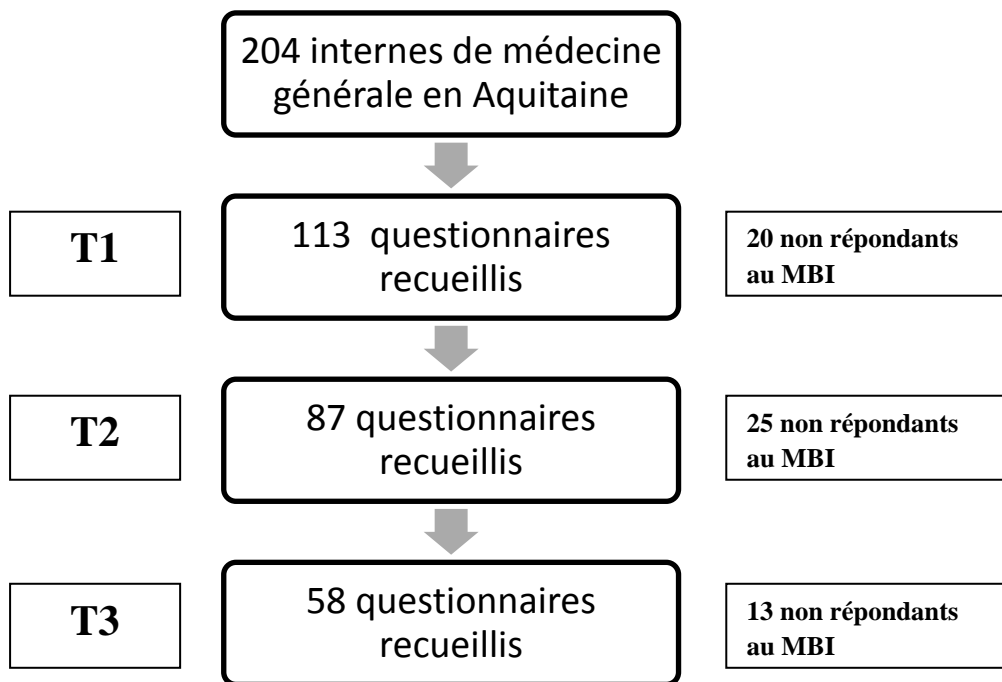 204 internes de médecine
générale en Aquitaine
T1
113 questionnaires
recueillis
20 non répondants
au MBI
T2
87 questionnaires
recueillis
25 non répondants
au MBI
T3
58 questionnaires
recueillis
13 non répondants
au MBI